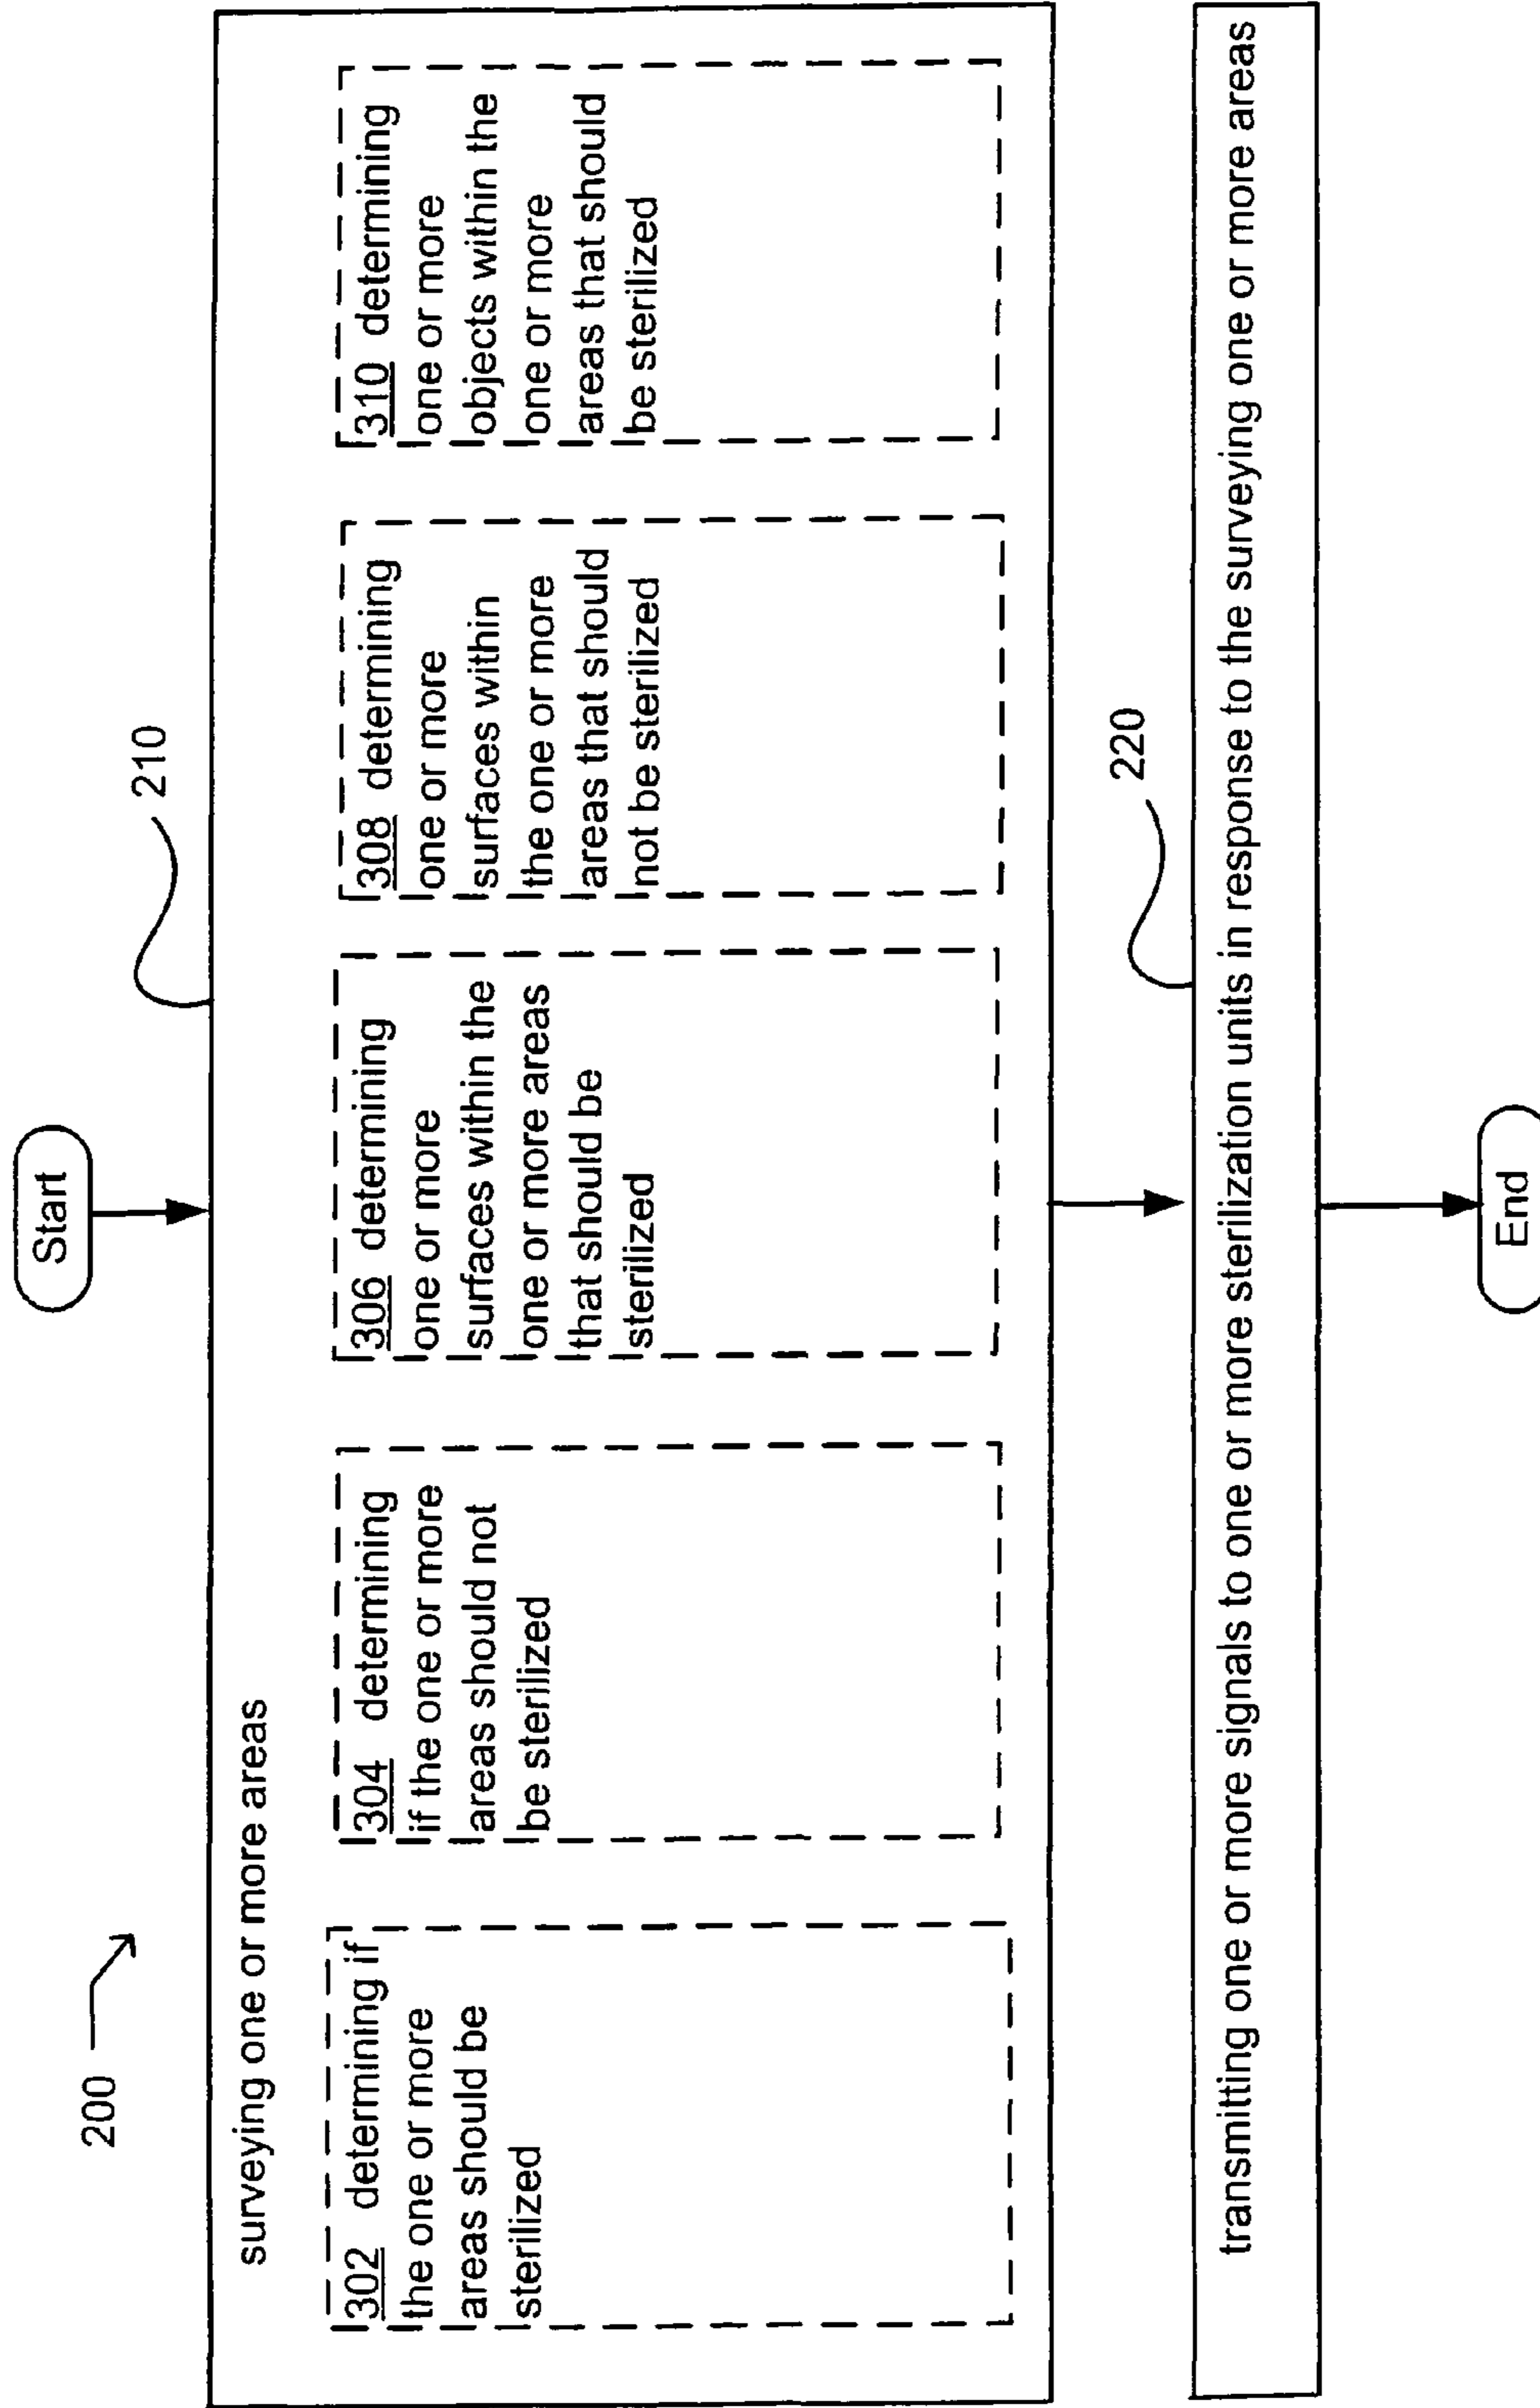 Start
200
210
surveying one or more areas
302 determining if
the one or more
areas should be
sterilized
304 determining
if the one or more
areas should not
be sterilized
306 determining
one or more
surfaces within the
one or more areas
that should be
sterilized
308 determining
one or more
surfaces within
the one or more
areas that should
not be sterilized
310 determining
one or more
objects within the
one or more
areas that should
be sterilized
220
transmitting one or more signals to one or more sterilization units in response to the surveying one or more areas
End